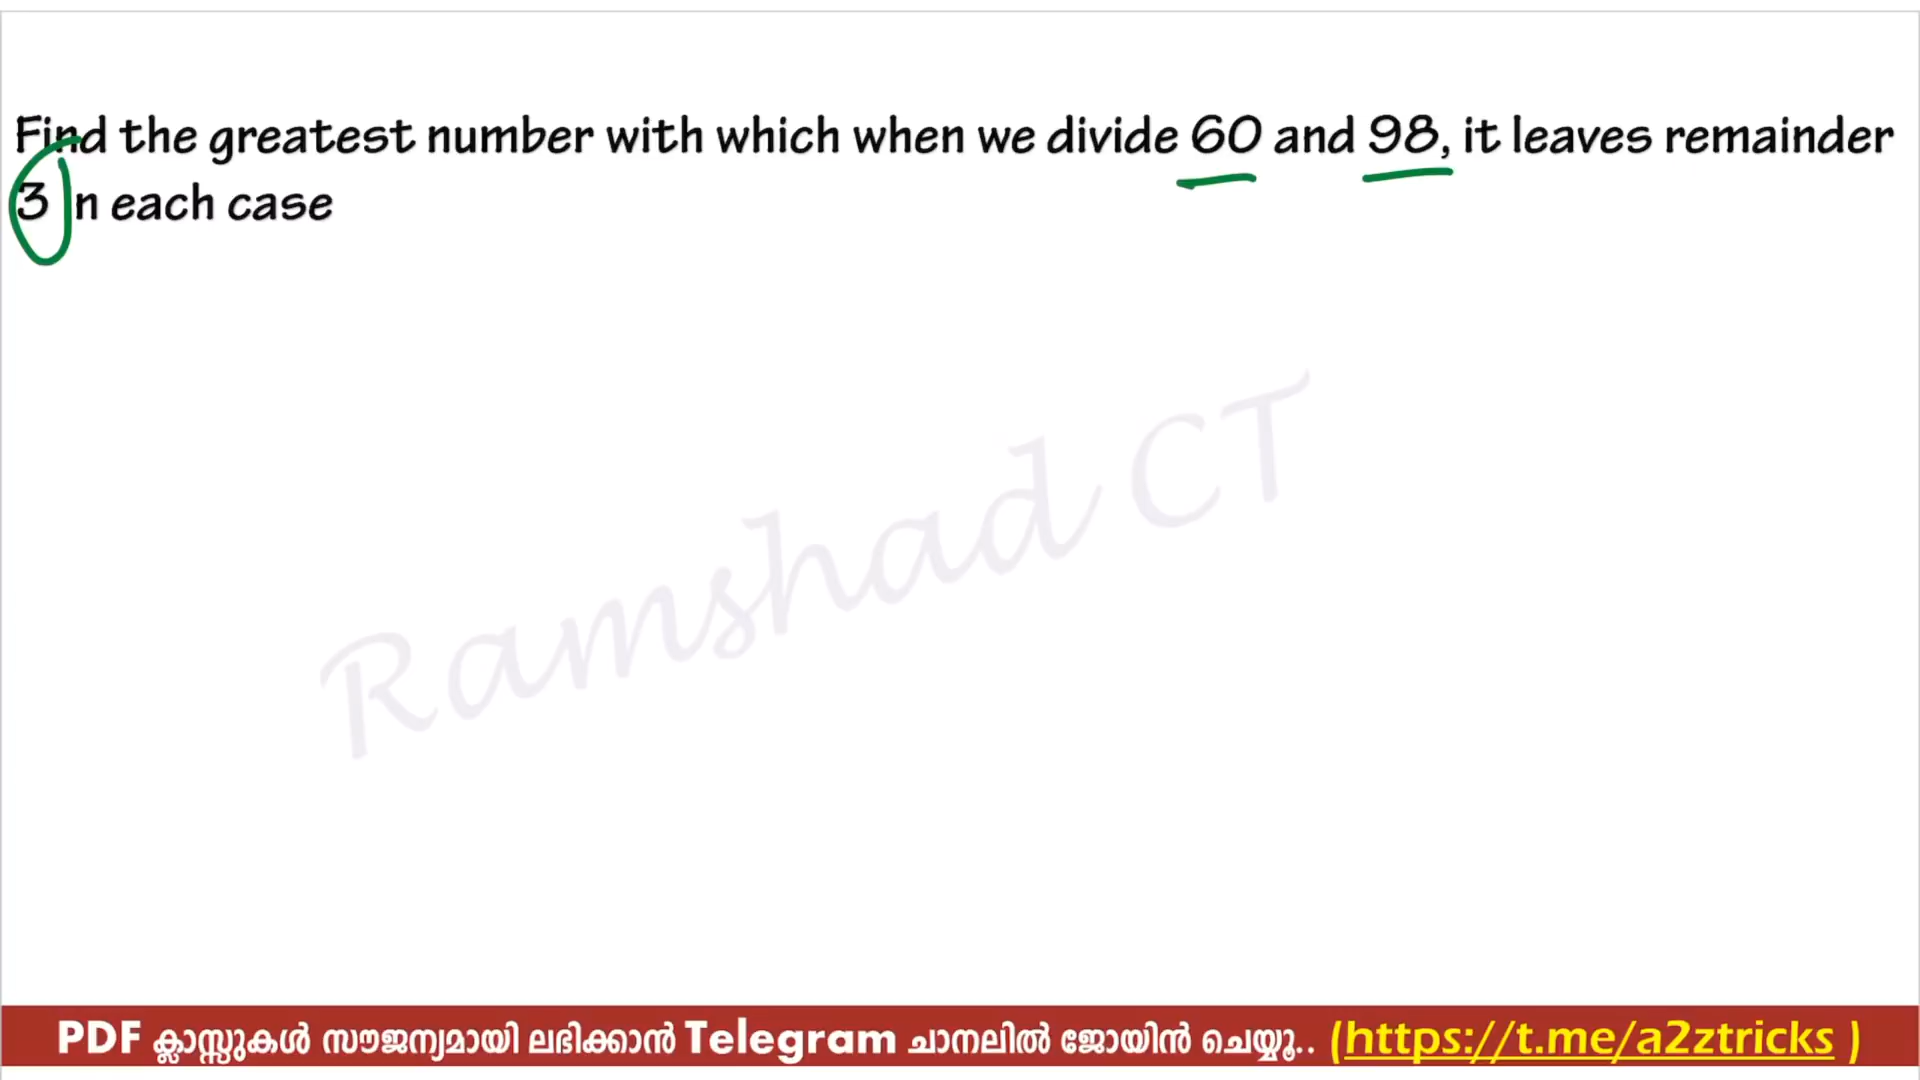 Find the greatest number with which when we divide 60 and 98, it leaves remainder
3 in each case
Ramshad CT
PDF ക്ലാസ്സുകൾ സൗജന്യമായി ലഭിക്കാൻ Telegram ചാനലിൽ ജോയിൻ ചെയ്യൂ.. (https://t.me/a2ztricks )